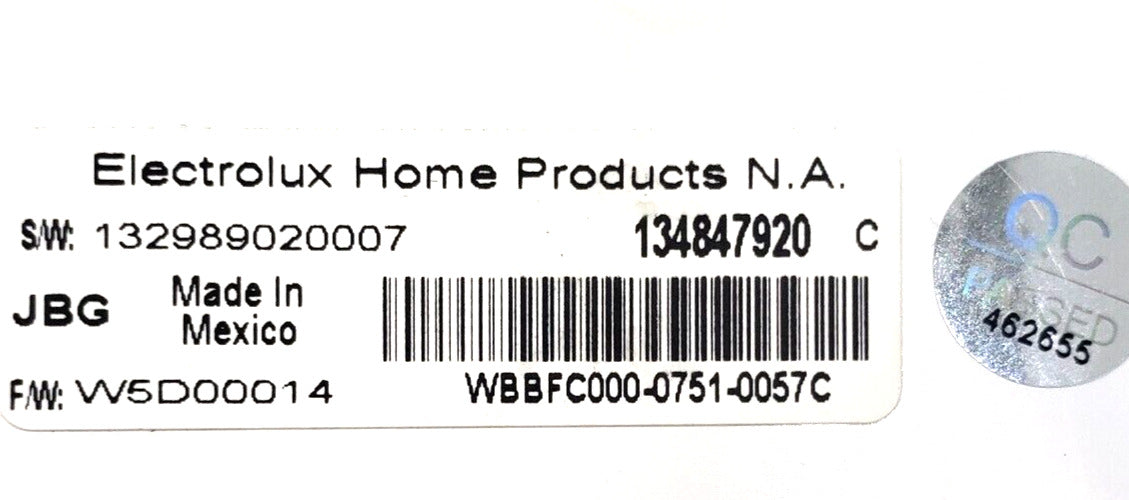 Electrolux Home Products N.A.
S/W: 132989020007 134847920 C
JBG Made In Mexico
F/W: W5D00014 WBBFC000-0751-0057C
QC
PASSED
462655